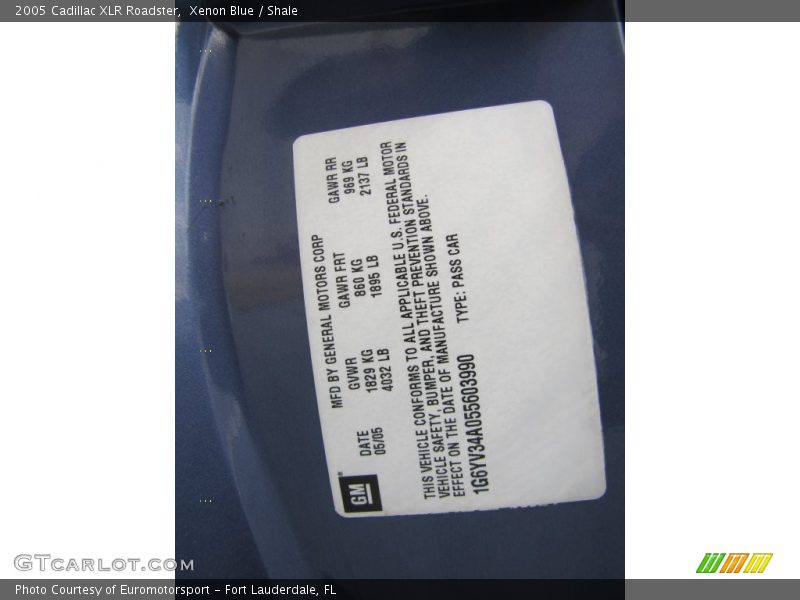 2005 Cadillac XLR Roadster,  Xenon Blue / Shale
MFD BY GENERAL MOTORS CORP
DATE GVWR GAWR FRT GAWR RR
05/05 1829 KG 860 KG 969 KG
4032 LB 1895 LB 2137 LB
GM
THIS VEHICLE CONFORMS TO ALL APPLICABLE U.S. FEDERAL MOTOR
VEHICLE SAFETY, BUMPER, AND THEFT PREVENTION STANDARDS IN
EFFECT ON THE DATE OF MANUFACTURE SHOWN ABOVE.
1G6YV34A055603990 TYPE: PASS CAR
GTCARLOT.COM
Photo Courtesy of Euromotorsport – Fort Lauderdale, FL